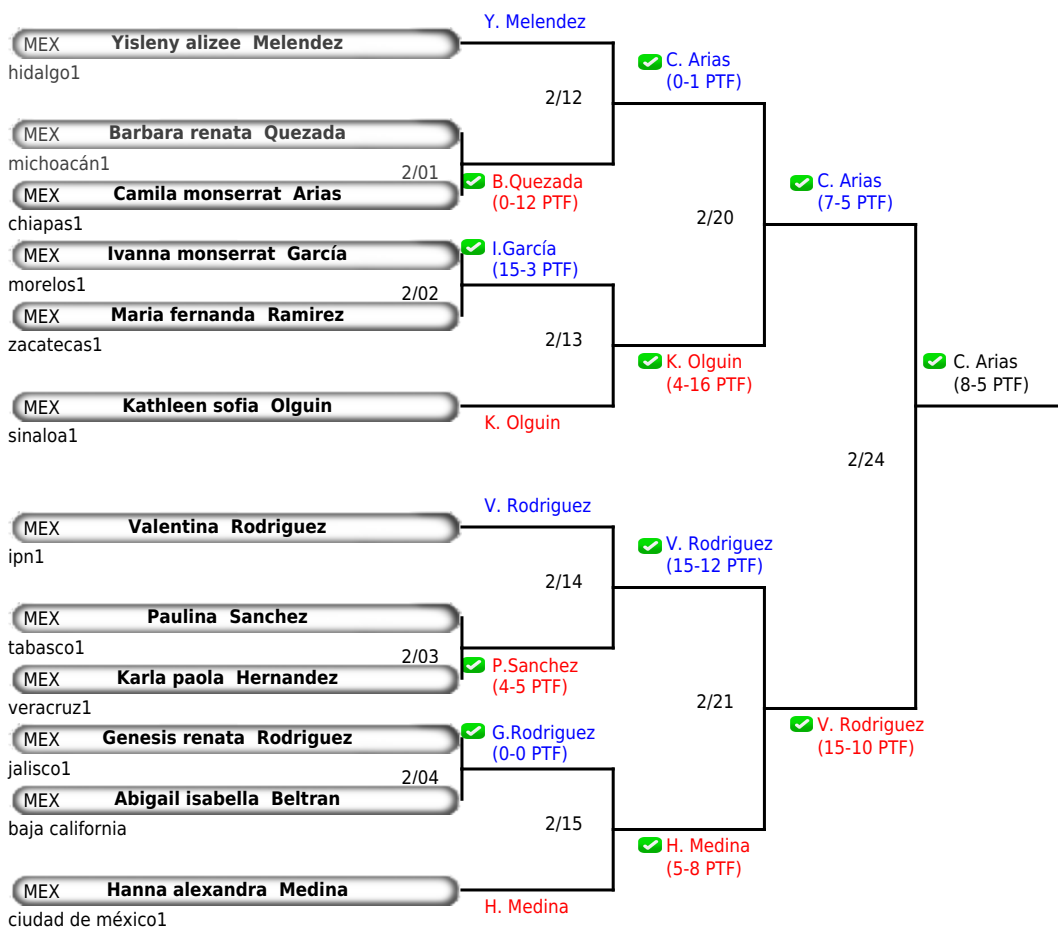 Y. Melendez
MEX Yisleny alizee Melendez
hidalgo1
C. Arias
(0-1 PTF)
2/12
MEX Barbara renata Quezada
michoacán1
2/01
B.Quezada
(0-12 PTF)
MEX Camila monserrat Arias
chiapas1
C. Arias
(7-5 PTF)
2/20
MEX Ivanna monserrat García
morelos1
I.García
(15-3 PTF)
2/02
MEX Maria fernanda Ramirez
zacatecas1
2/13
K. Olguin
(4-16 PTF)
C. Arias
(8-5 PTF)
MEX Kathleen sofia Olguin
sinaloa1
K. Olguin
2/24
V. Rodriguez
MEX Valentina Rodriguez
ipn1
V. Rodriguez
(15-12 PTF)
2/14
MEX Paulina Sanchez
tabasco1
2/03
P.Sanchez
(4-5 PTF)
MEX Karla paola Hernandez
veracruz1
2/21
V. Rodriguez
(15-10 PTF)
MEX Genesis renata Rodriguez
jalisco1
G.Rodriguez
(0-0 PTF)
2/04
MEX Abigail isabella Beltran
baja california
2/15
H. Medina
(5-8 PTF)
MEX Hanna alexandra Medina
ciudad de méxico1
H. Medina